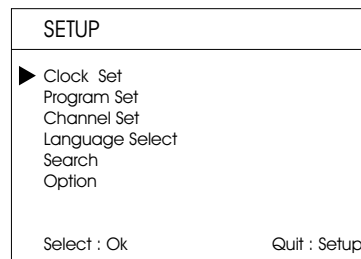 SETUP
Clock Set
Program Set
Channel Set
Language Select
Search
Option
Select : Ok Quit : Setup